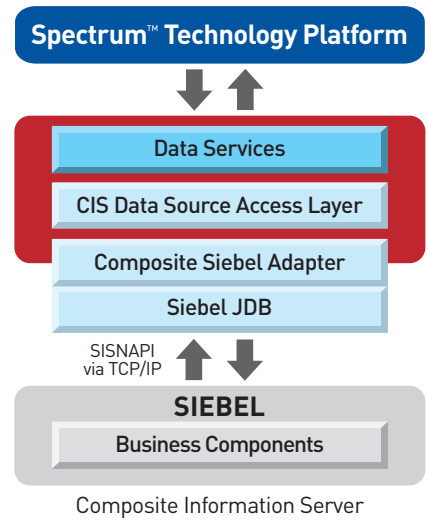 Spectrum™ Technology Platform
Data Services
CIS Data Source Access Layer
Composite Siebel Adapter
Siebel JDB
SISNAPI
via TCP/IP
SIEBEL
Business Components
Composite Information Server